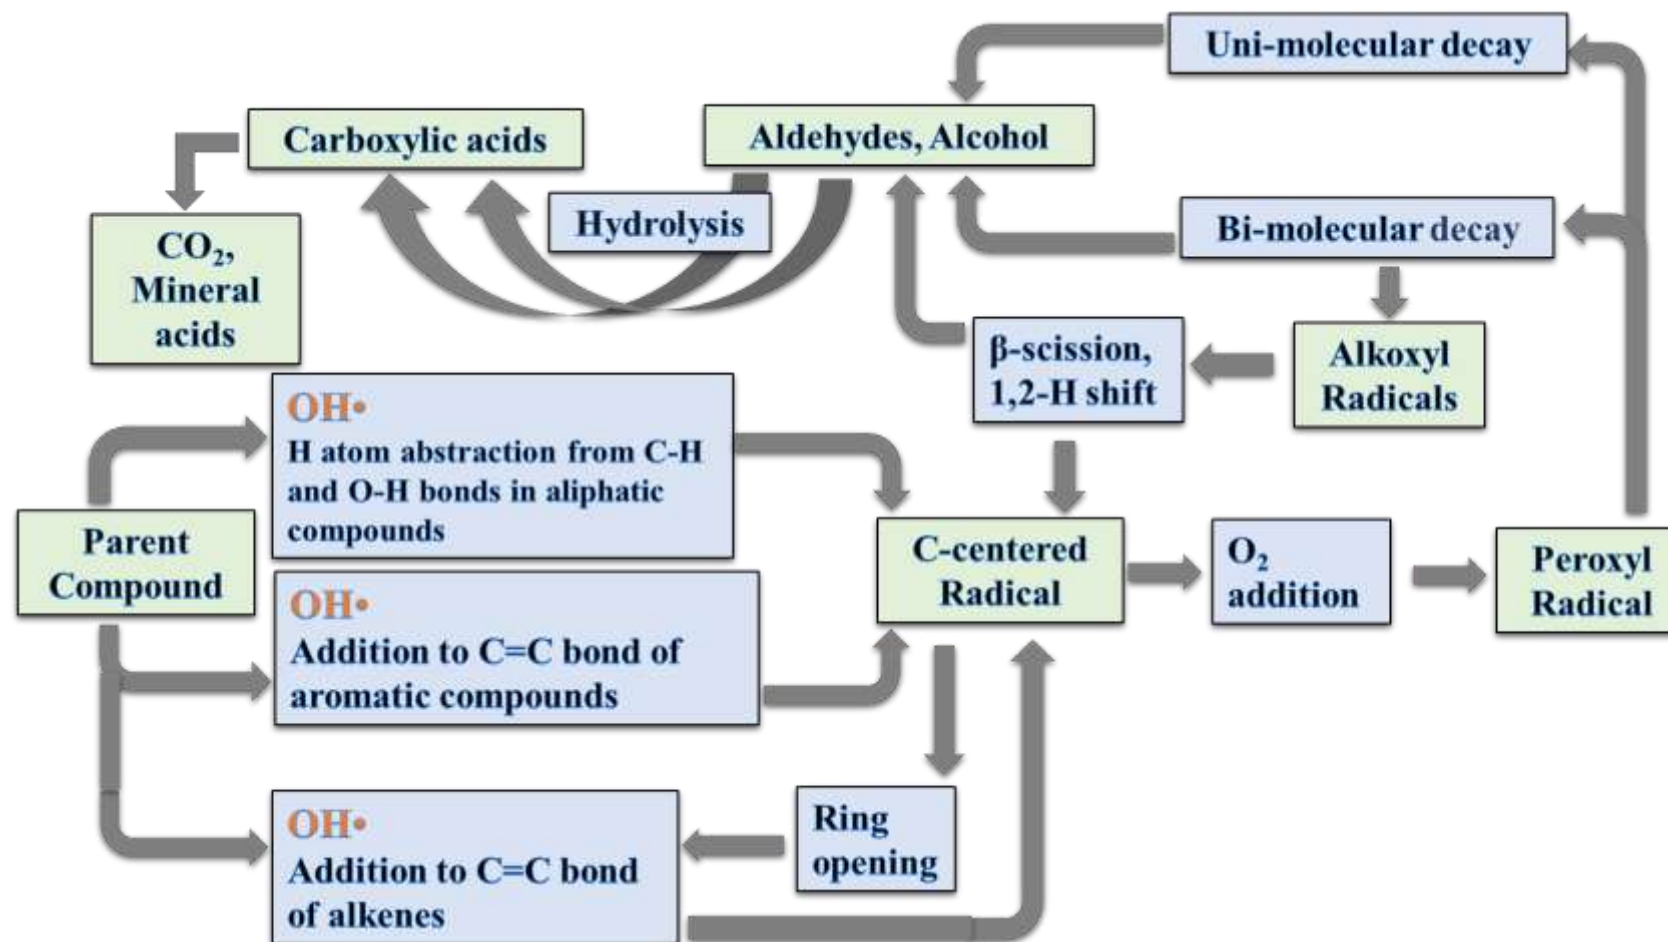 Uni-molecular decay
Carboxylic acids
Aldehydes, Alcohol
Hydrolysis
Bi-molecular decay
CO₂,
Mineral
acids
β-scission,
1,2-H shift
Alkoxyl
Radicals
OH•
H atom abstraction from C-H
and O-H bonds in aliphatic
compounds
Parent
Compound
C-centered
Radical
O₂
addition
Peroxyl
Radical
OH•
Addition to C=C bond of
aromatic compounds
OH•
Addition to C=C bond
of alkenes
Ring
opening